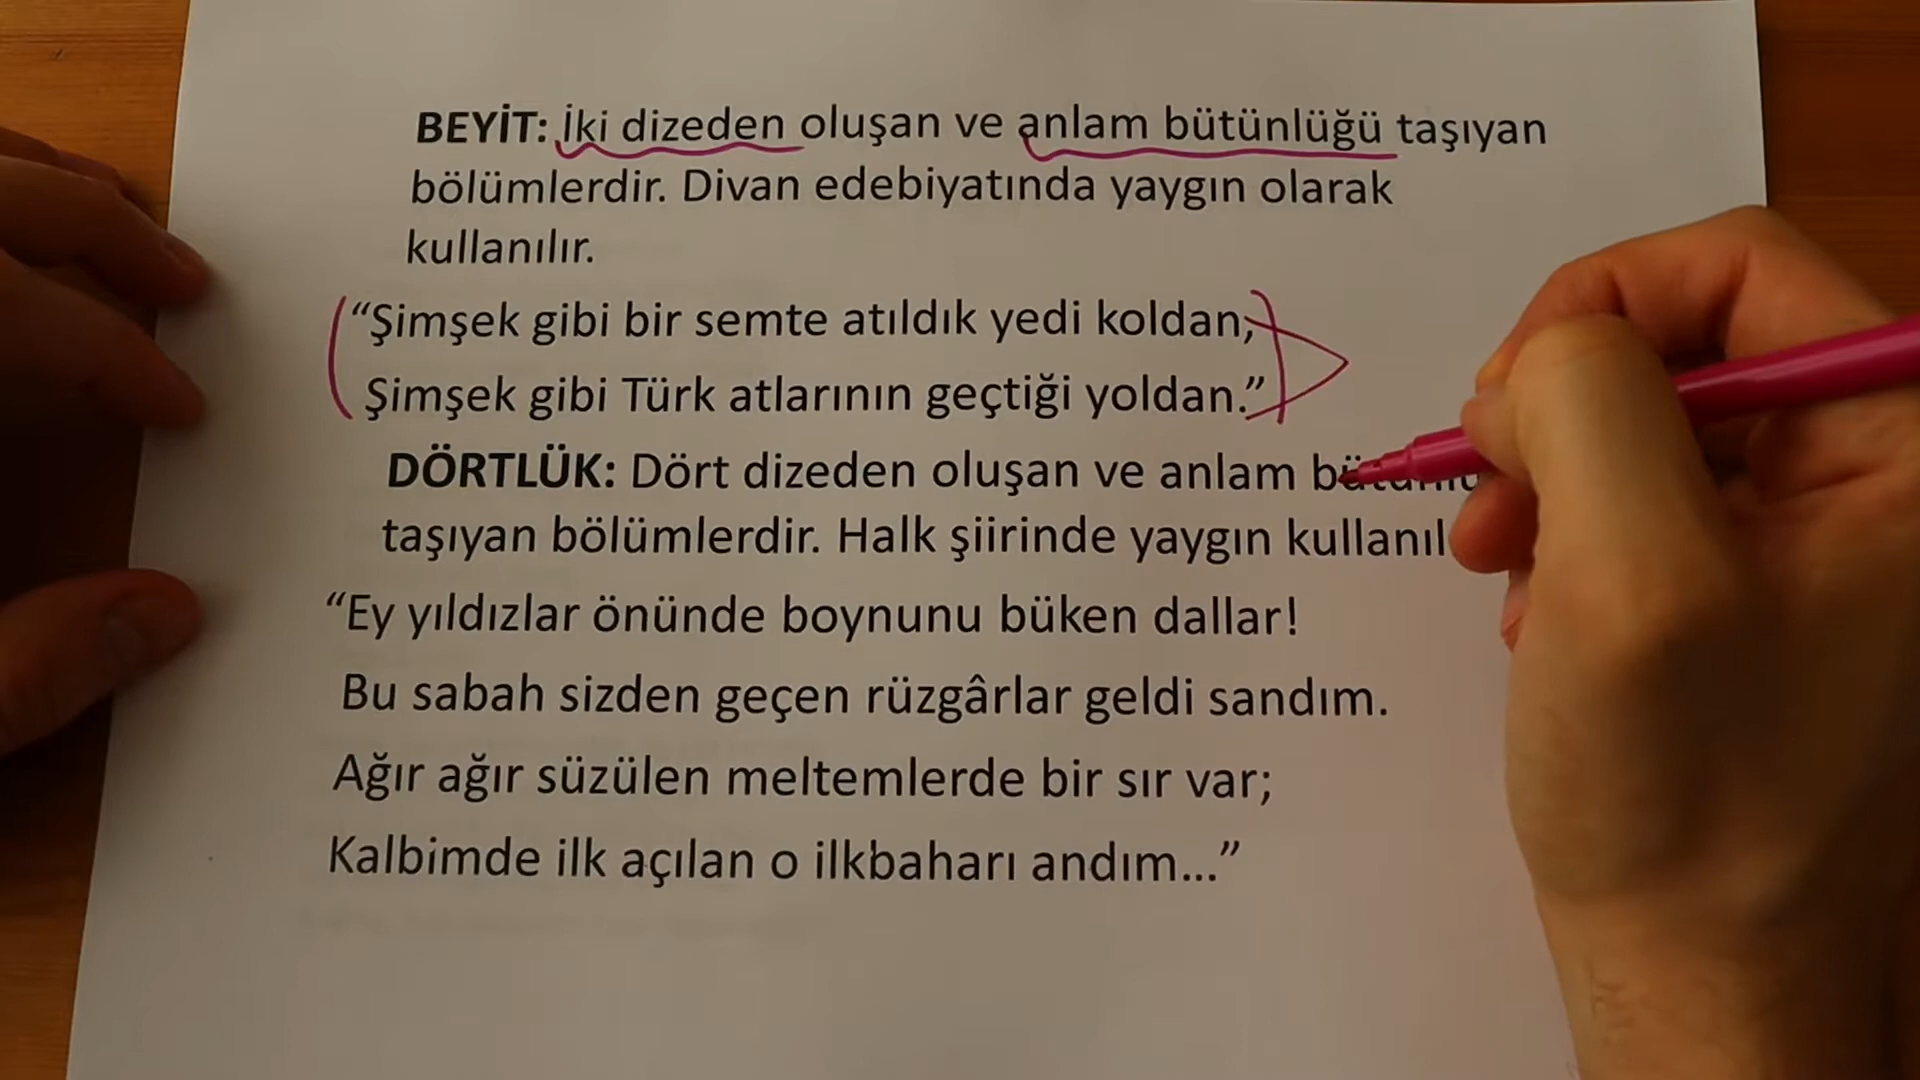 BEYİT: İki dizeden oluşan ve anlam bütünlüğü taşıyan
bölümlerdir. Divan edebiyatında yaygın olarak
kullanılır.
“Şimşek gibi bir semte atıldık yedi koldan,
Şimşek gibi Türk atlarının geçtiği yoldan.”
DÖRTLÜK: Dört dizeden oluşan ve anlam
taşıyan bölümlerdir. Halk şiirinde yaygın
“Ey yıldızlar önünde boynunu büken dallar!
Bu sabah sizden geçen rüzgârlar geldi sandım.
Ağır ağır süzülen meltemlerde bir sır var;
Kalbimde ilk açılan o ilkbaharı andım...”